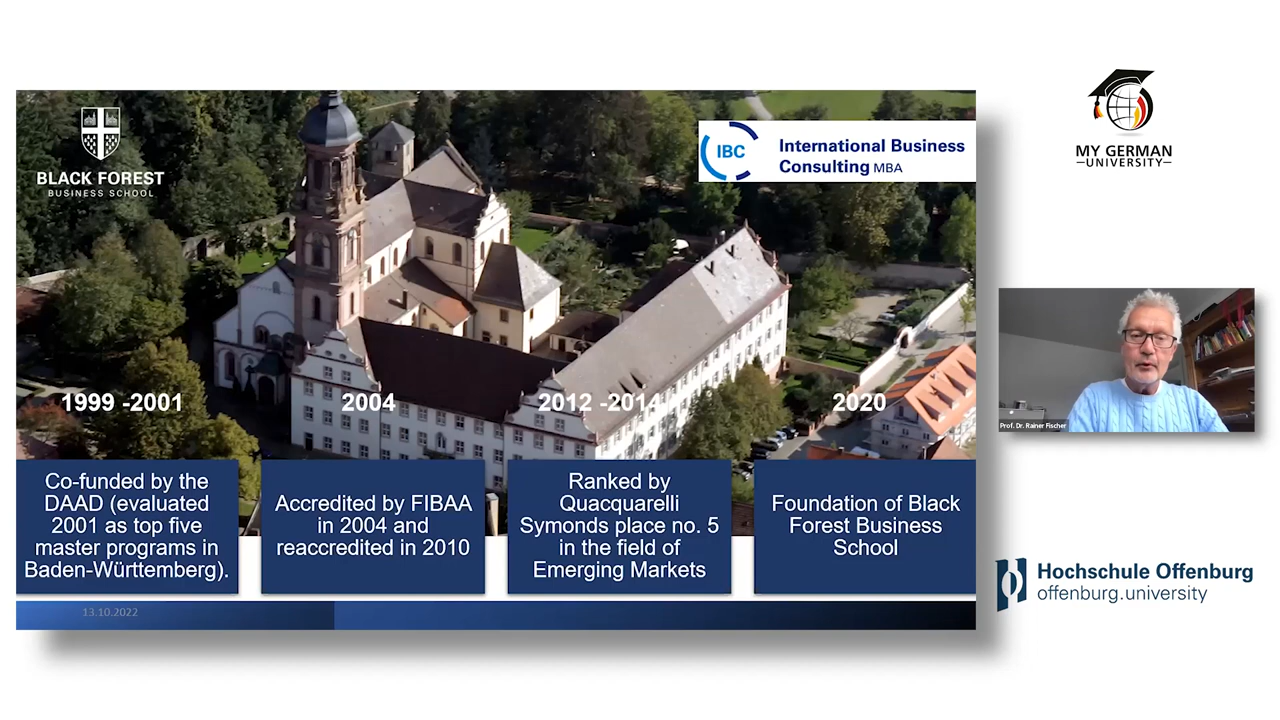 BLACK FOREST
BUSINESS SCHOOL
IBC
International Business
Consulting MBA
MY GERMAN
UNIVERSITY
1999 -2001
2004
2012 -2014
2020
Co-funded by the
DAAD (evaluated
2001 as top five
master programs in
Baden-Württemberg).
Accredited by FIBAA
in 2004 and
reaccredited in 2010
Ranked by
Quacquarelli
Symonds place no. 5
in the field of
Emerging Markets
Foundation of Black
Forest Business
School
13.10.2022
Prof. Dr. Rainer Fischer
Hochschule Offenburg
offenburg.university